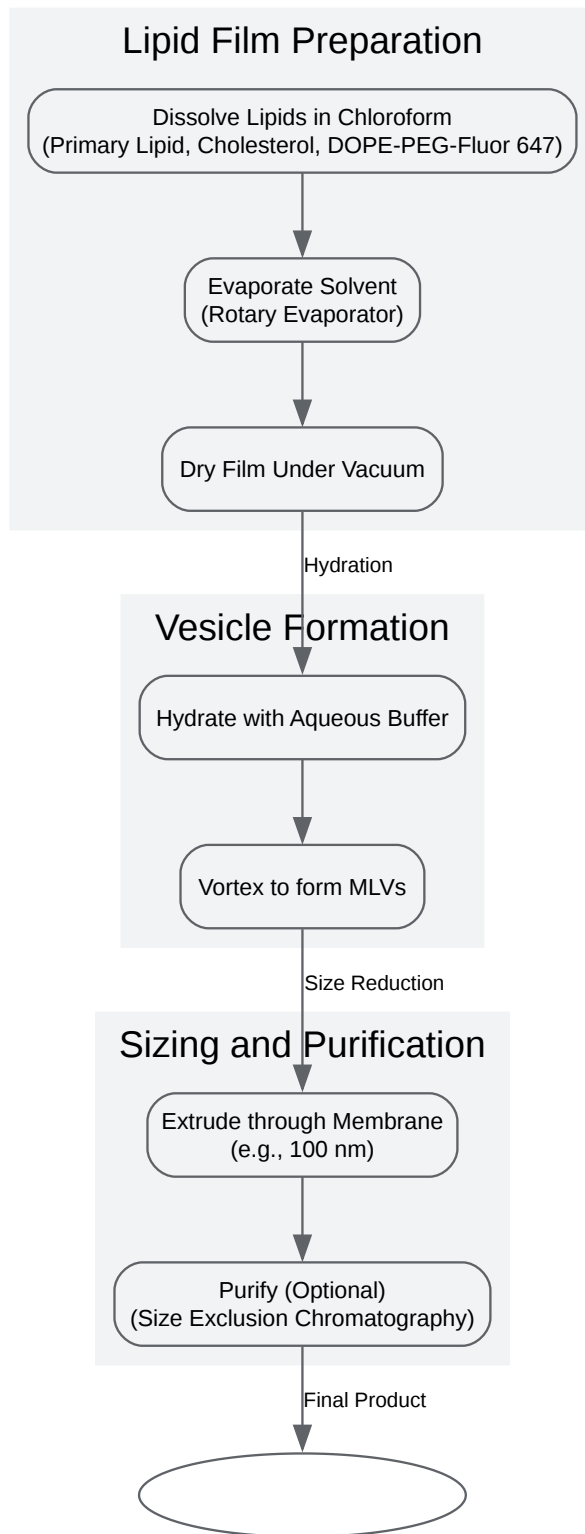 Lipid Film Preparation
Dissolve Lipids in Chloroform
(Primary Lipid, Cholesterol, DOPE-PEG-Fluor 647)
Evaporate Solvent
(Rotary Evaporator)
Dry Film Under Vacuum
Hydration
Vesicle Formation
Hydrate with Aqueous Buffer
Vortex to form MLVs
Size Reduction
Sizing and Purification
Extrude through Membrane
(e.g., 100 nm)
Purify (Optional)
(Size Exclusion Chromatography)
Final Product